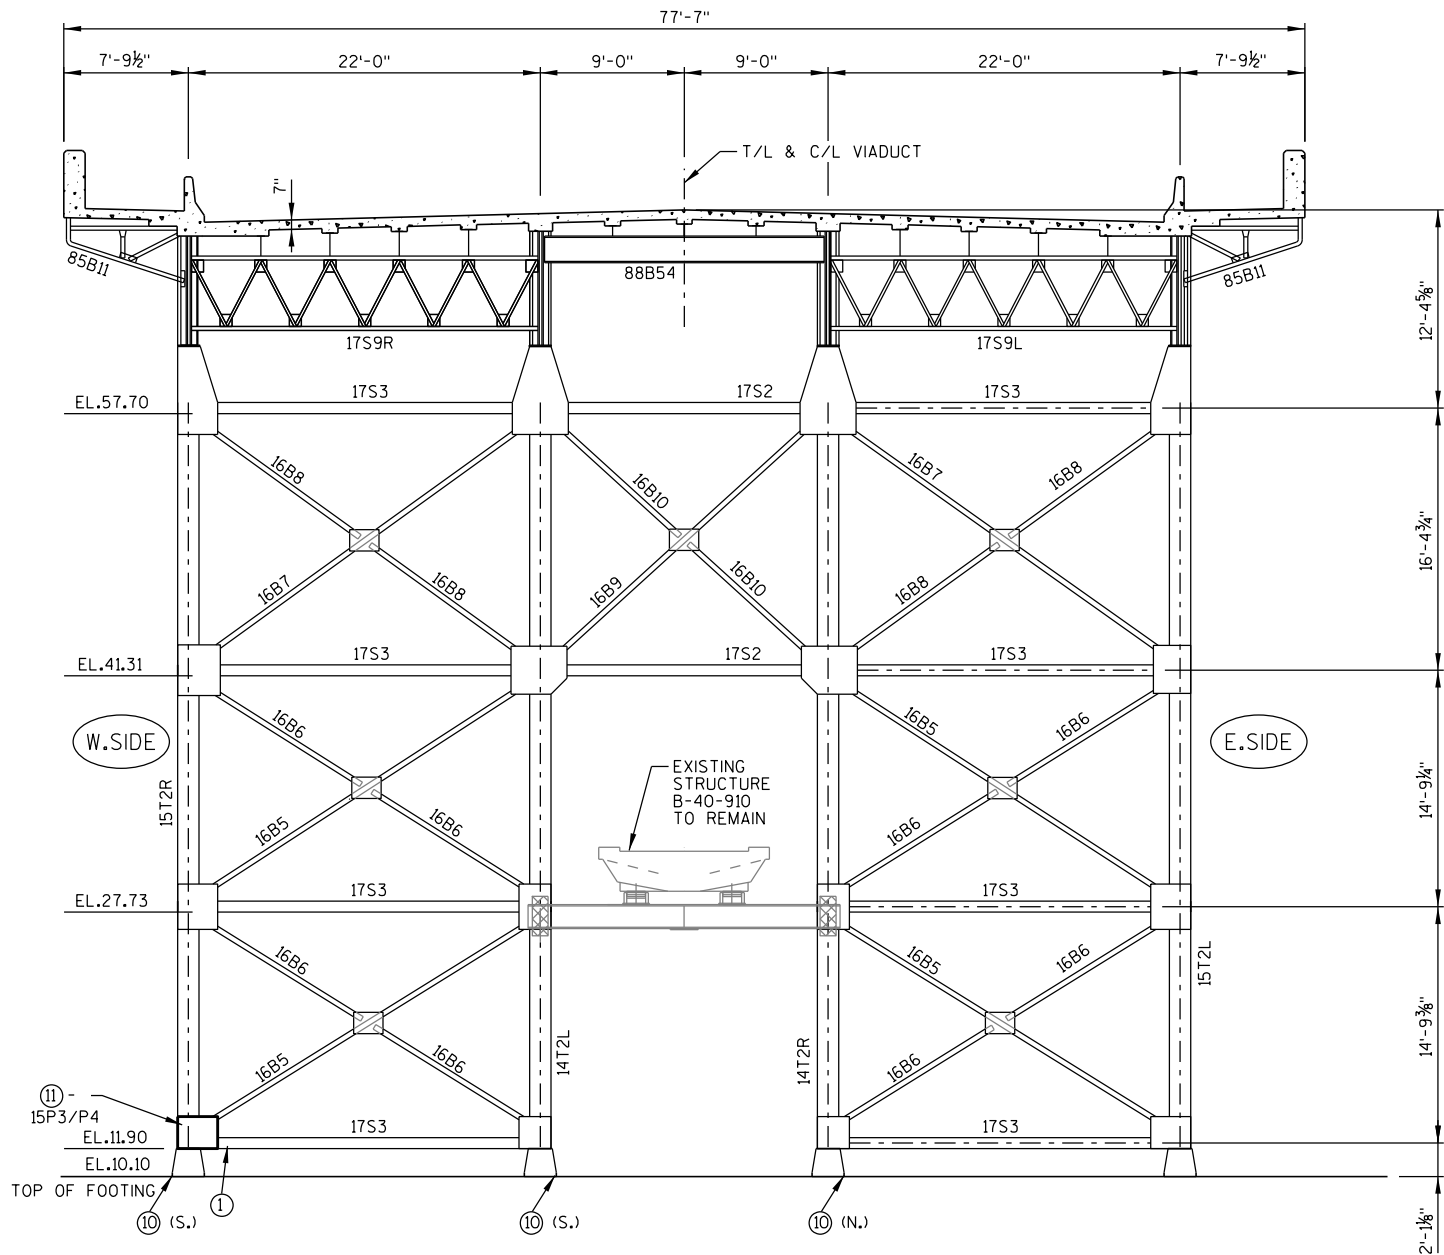 77'-7"
7'-9½"
22'-0"
9'-0"
9'-0"
22'-0"
7'-9½"
T/L & C/L VIADUCT
7"
85B11
88B54
85B11
12'-4⅝"
17S9R
17S9L
EL.57.70
17S3
17S2
17S3
16B8
16B10
16B7
16B8
16'-4¾"
16B7
16B8
16B9
16B10
16B8
EL.41.31
17S3
17S2
17S3
16B6
16B5
16B6
W.SIDE
E.SIDE
EXISTING
STRUCTURE
B-40-910
TO REMAIN
15T2R
14'-9¼"
16B5
16B6
16B6
EL.27.73
17S3
17S3
16B6
16B5
16B6
15T2L
14'-9⅜"
14T2L
14T2R
16B5
16B6
16B6
11 -
15P3/P4
17S3
17S3
EL.11.90
EL.10.10
TOP OF FOOTING
1
10 (S.)
10 (S.)
10 (N.)
2'-1⅛"